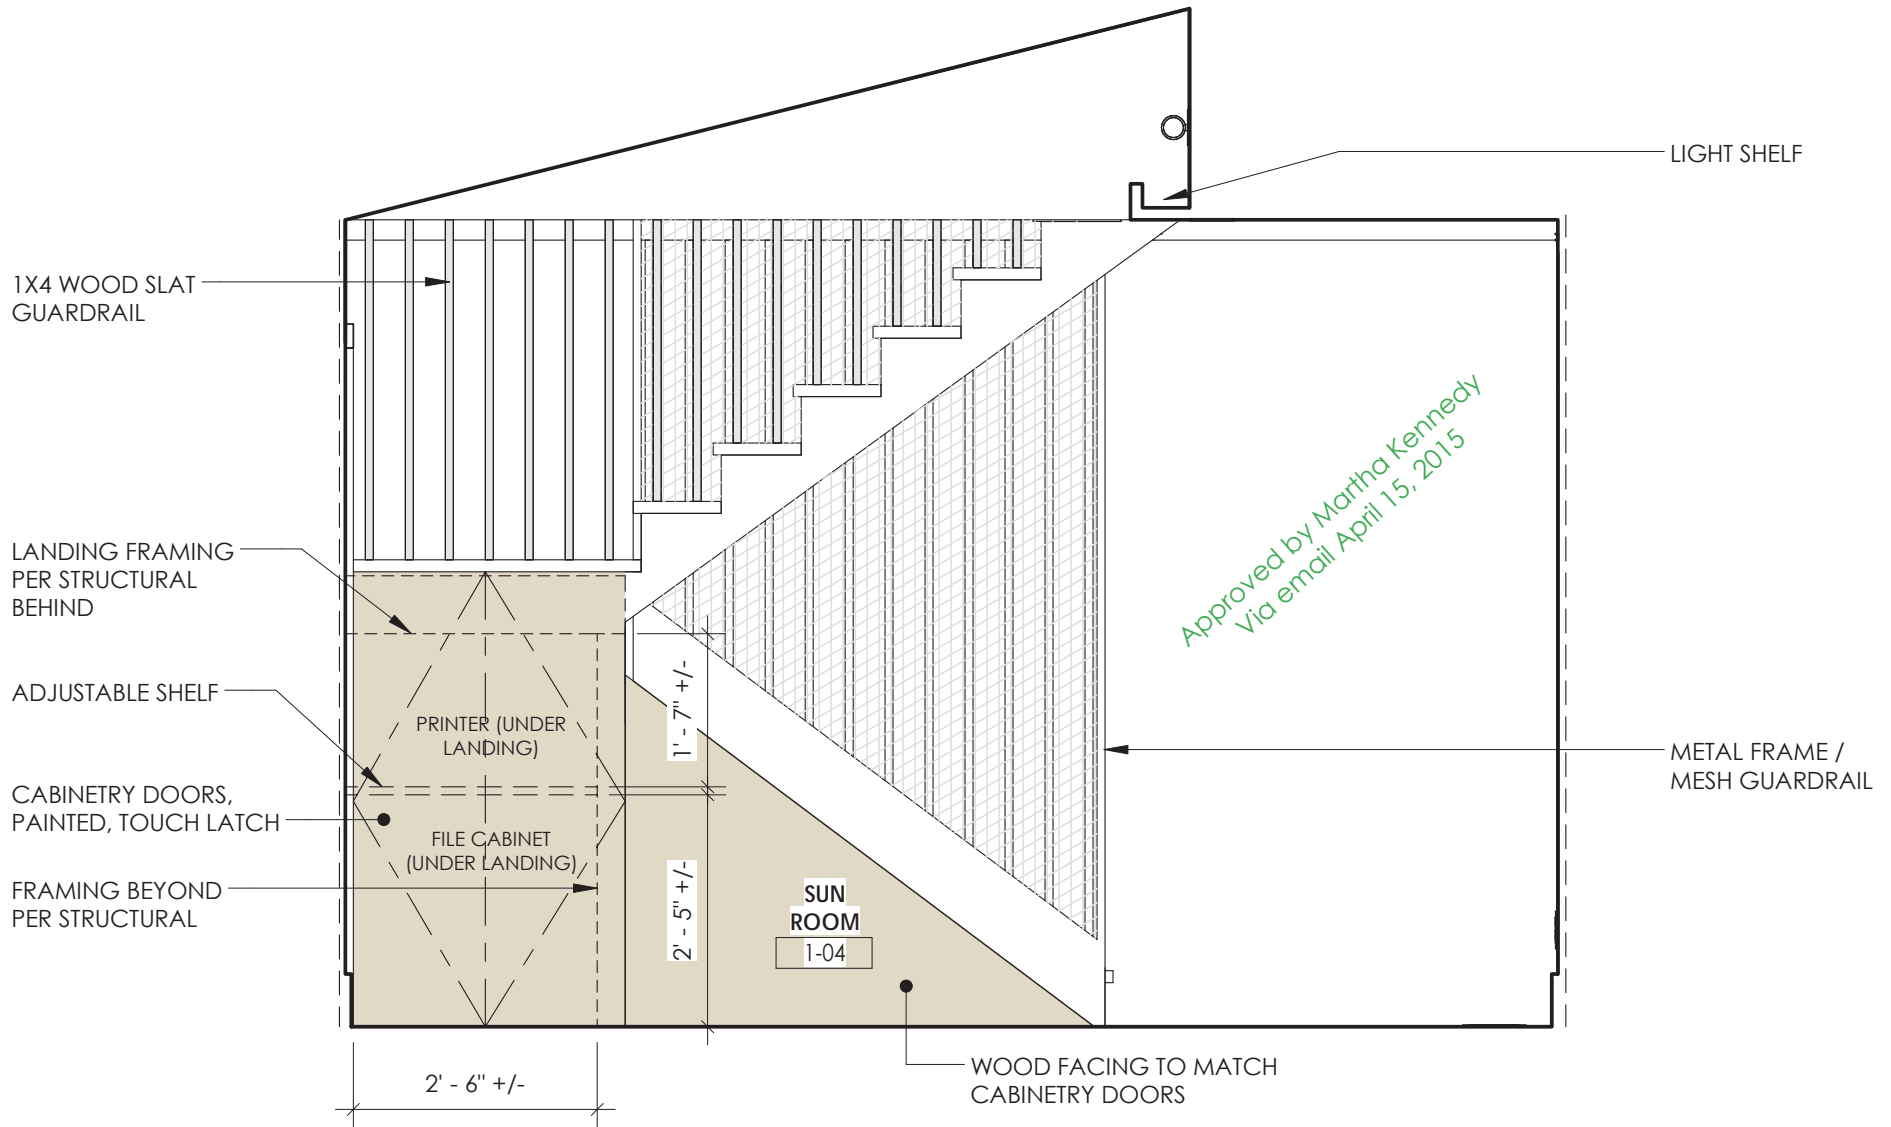 LIGHT SHELF
1X4 WOOD SLAT
GUARDRAIL
Approved by Martha Kennedy
Via email April 15, 2015
LANDING FRAMING
PER STRUCTURAL
BEHIND
1' - 7" +/-
ADJUSTABLE SHELF
PRINTER (UNDER
LANDING)
METAL FRAME /
MESH GUARDRAIL
CABINETRY DOORS,
PAINTED, TOUCH LATCH
FILE CABINET
(UNDER LANDING)
FRAMING BEYOND
PER STRUCTURAL
2' - 5" +/-
SUN
ROOM
1-04
WOOD FACING TO MATCH
CABINETRY DOORS
2' - 6" +/-